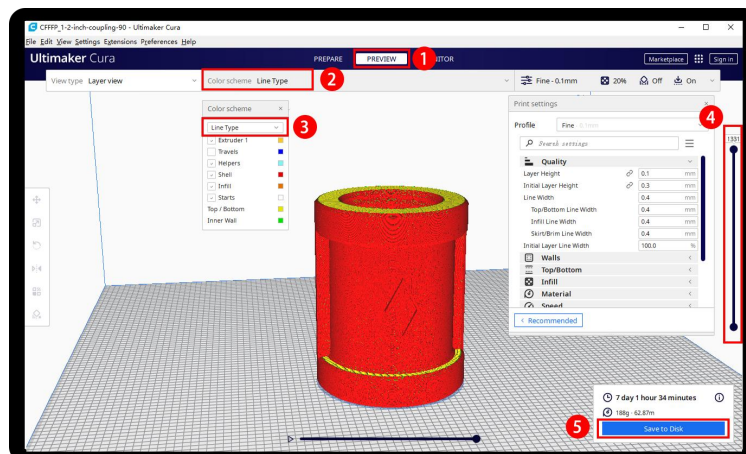 CFFFP_1-2-inch-coupling-90 - Ultimaker Cura
File Edit View Settings Extensions Preferences Help
Ultimaker Cura
PREPARE
PREVIEW
1
NITOR
Marketplace
Sign in
View type Layer view
Color scheme Line Type
2
Fine - 0.1mm
20%
Off
On
Color scheme
Line Type
3
Extruder 1
Travels
Helpers
Shell
Infill
Starts
Top / Bottom
Inner Wall
Print settings
4
Profile Fine - 0.1mm
Search settings
Quality
Layer Height 0.1 mm
Initial Layer Height 0.3 mm
Line Width 0.4 mm
Top/Bottom Line Width 0.4 mm
Infill Line Width 0.4 mm
Skirt/Brim Line Width 0.4 mm
Initial Layer Line Width 100.0 %
Walls
Top/Bottom
Infill
Material
Speed
Recommended
1331
7 day 1 hour 34 minutes
188g · 62.87m
5
Save to Disk